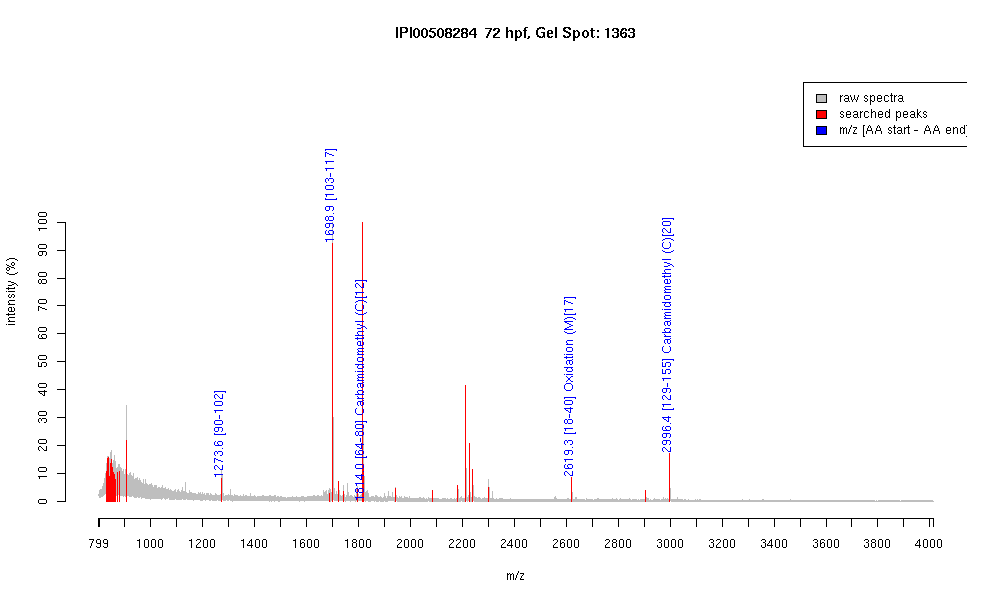 IPI00508284 72 hpf, Gel Spot: 1363
raw spectra
searched peaks
m/z [AA start - AA end]
1273.6 [90-102]
1698.9 [103-117]
1814.0 [64-80] Carbamidomethyl (C)[12]
2619.3 [18-40] Oxidation (M)[17]
2996.4 [129-155] Carbamidomethyl (C)[20]
intensity (%)
100
90
80
70
60
50
40
30
20
10
0
799 1000 1200 1400 1600 1800 2000 2200 2400 2600 2800 3000 3200 3400 3600 3800 4000
m/z